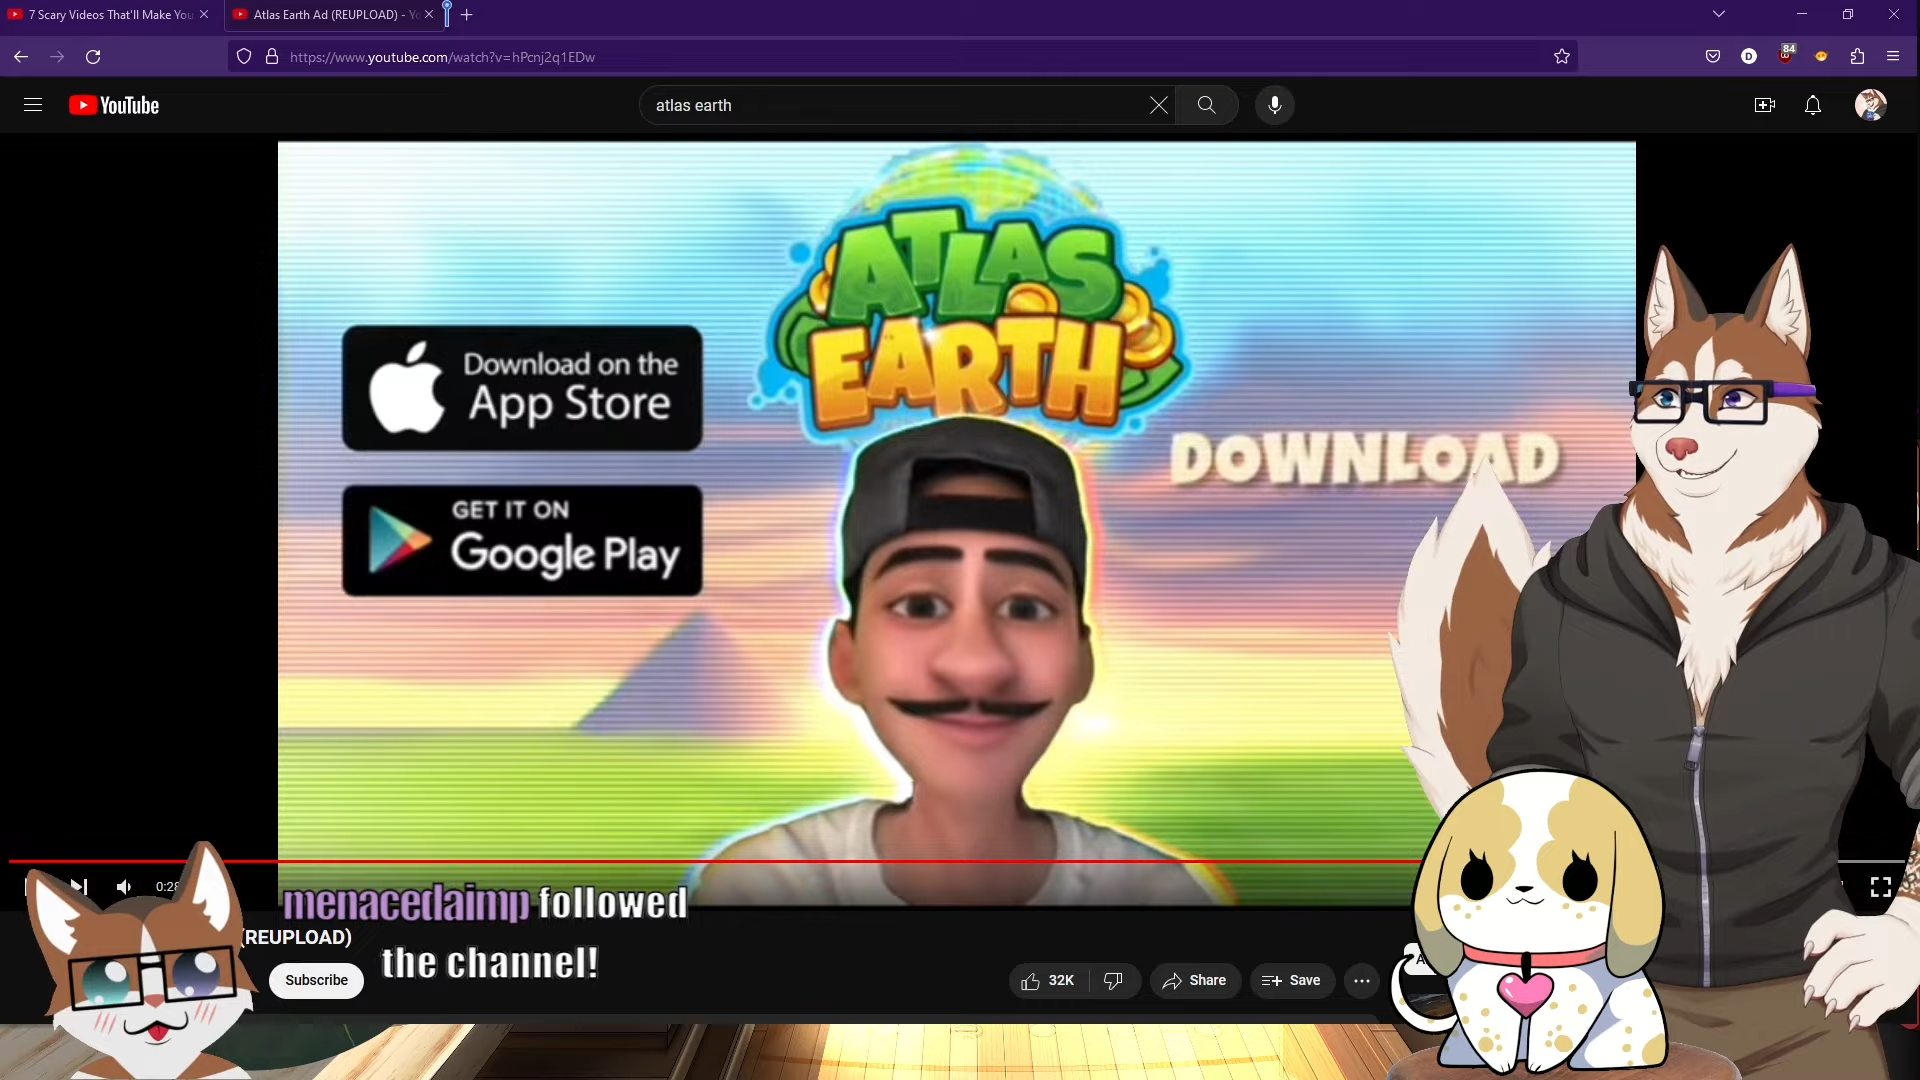 7 Scary Videos That'll Make You
Atlas Earth Ad (REUPLOAD) - Yo
https://www.youtube.com/watch?v=hPcnj2q1EDw
D
84
YouTube
atlas earth
ATLAS
EARTH
Download on the
App Store
GET IT ON
Google Play
DOWNLOAD
0:28
menacedaimp followed
the channel!
(REUPLOAD)
Subscribe
32K
Share
Save
A